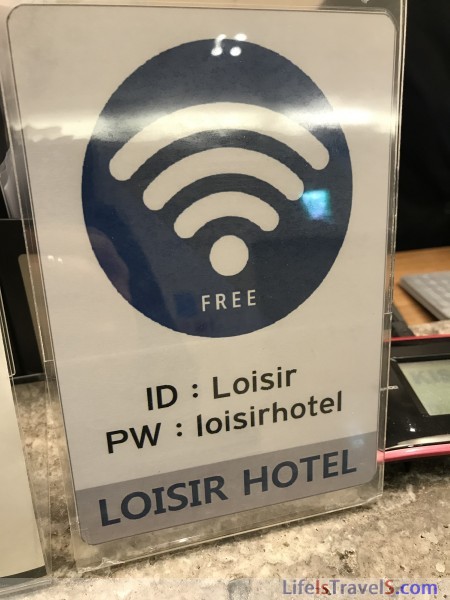 FREE
ID : Loisir
PW : loisirhotel
LOISIR HOTEL
LifeIsTravelS.com